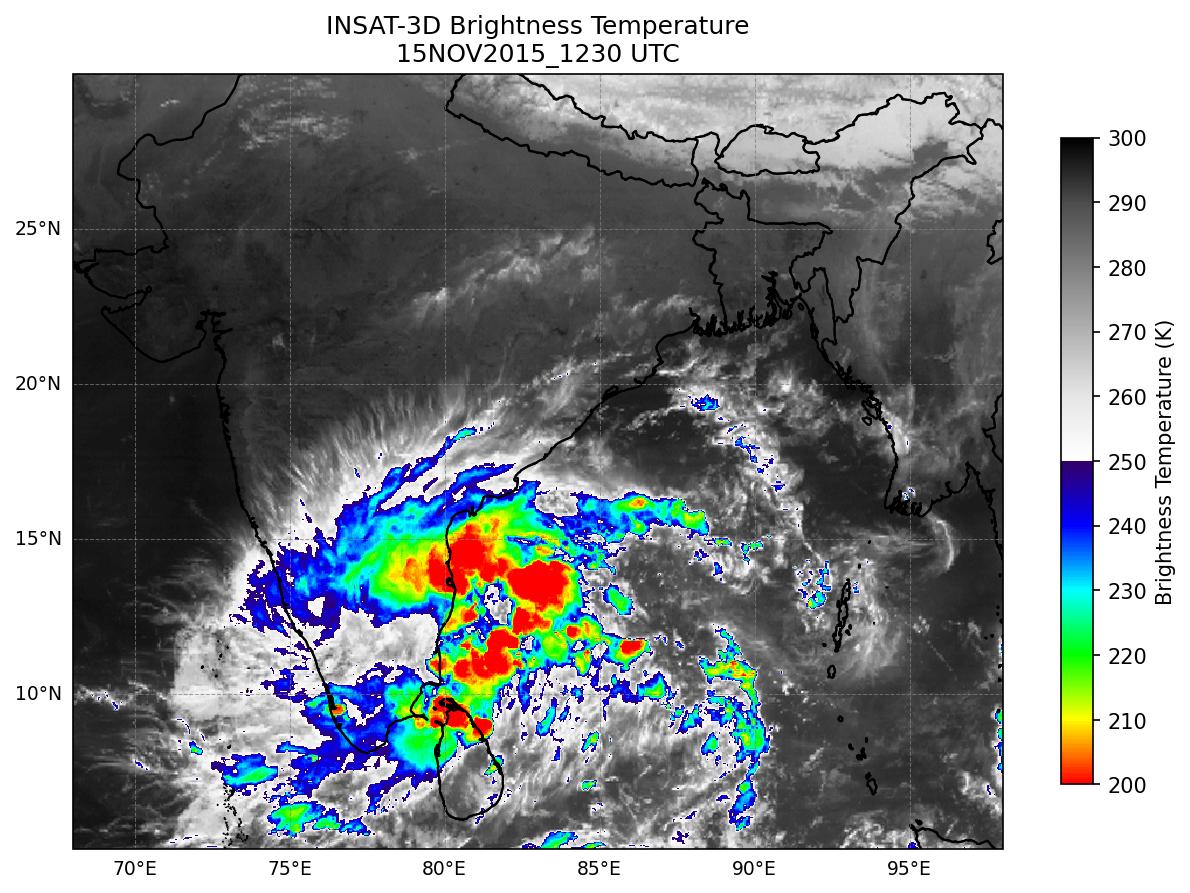 INSAT-3D Brightness Temperature
15NOV2015_1230 UTC
25°N
20°N
15°N
10°N
70°E
75°E
80°E
85°E
90°E
95°E
300
290
280
270
260
250
240
230
220
210
200
Brightness Temperature (K)